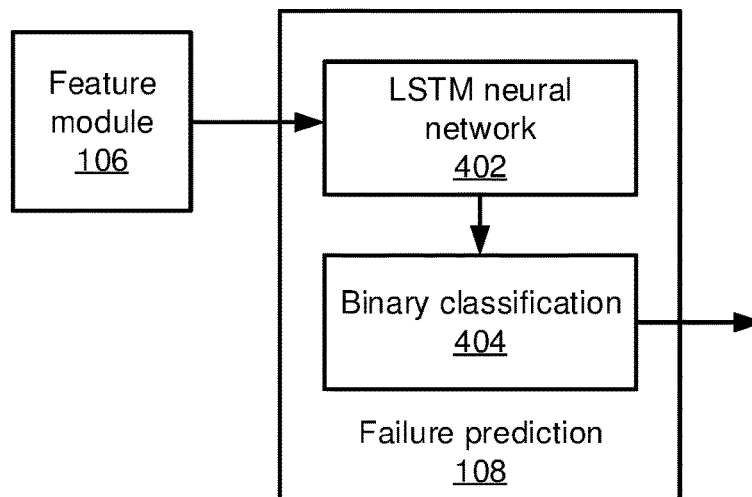 Feature
module
106
LSTM neural
network
402
Binary classification
404
Failure prediction
108